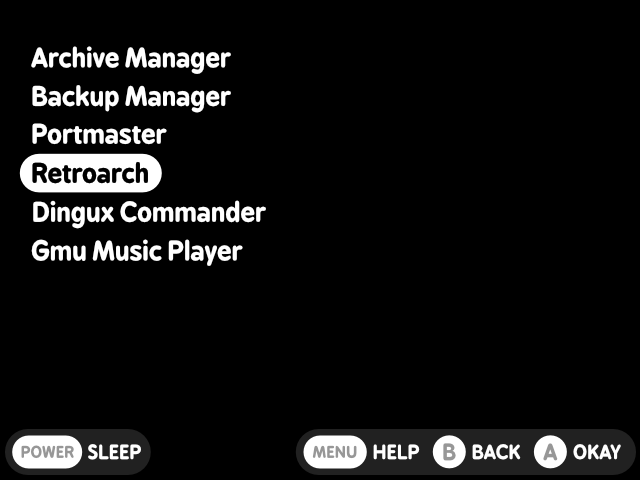 Archive Manager
Backup Manager
Portmaster
Retroarch
Dingux Commander
Gmu Music Player
POWER SLEEP MENU HELP B BACK A OKAY